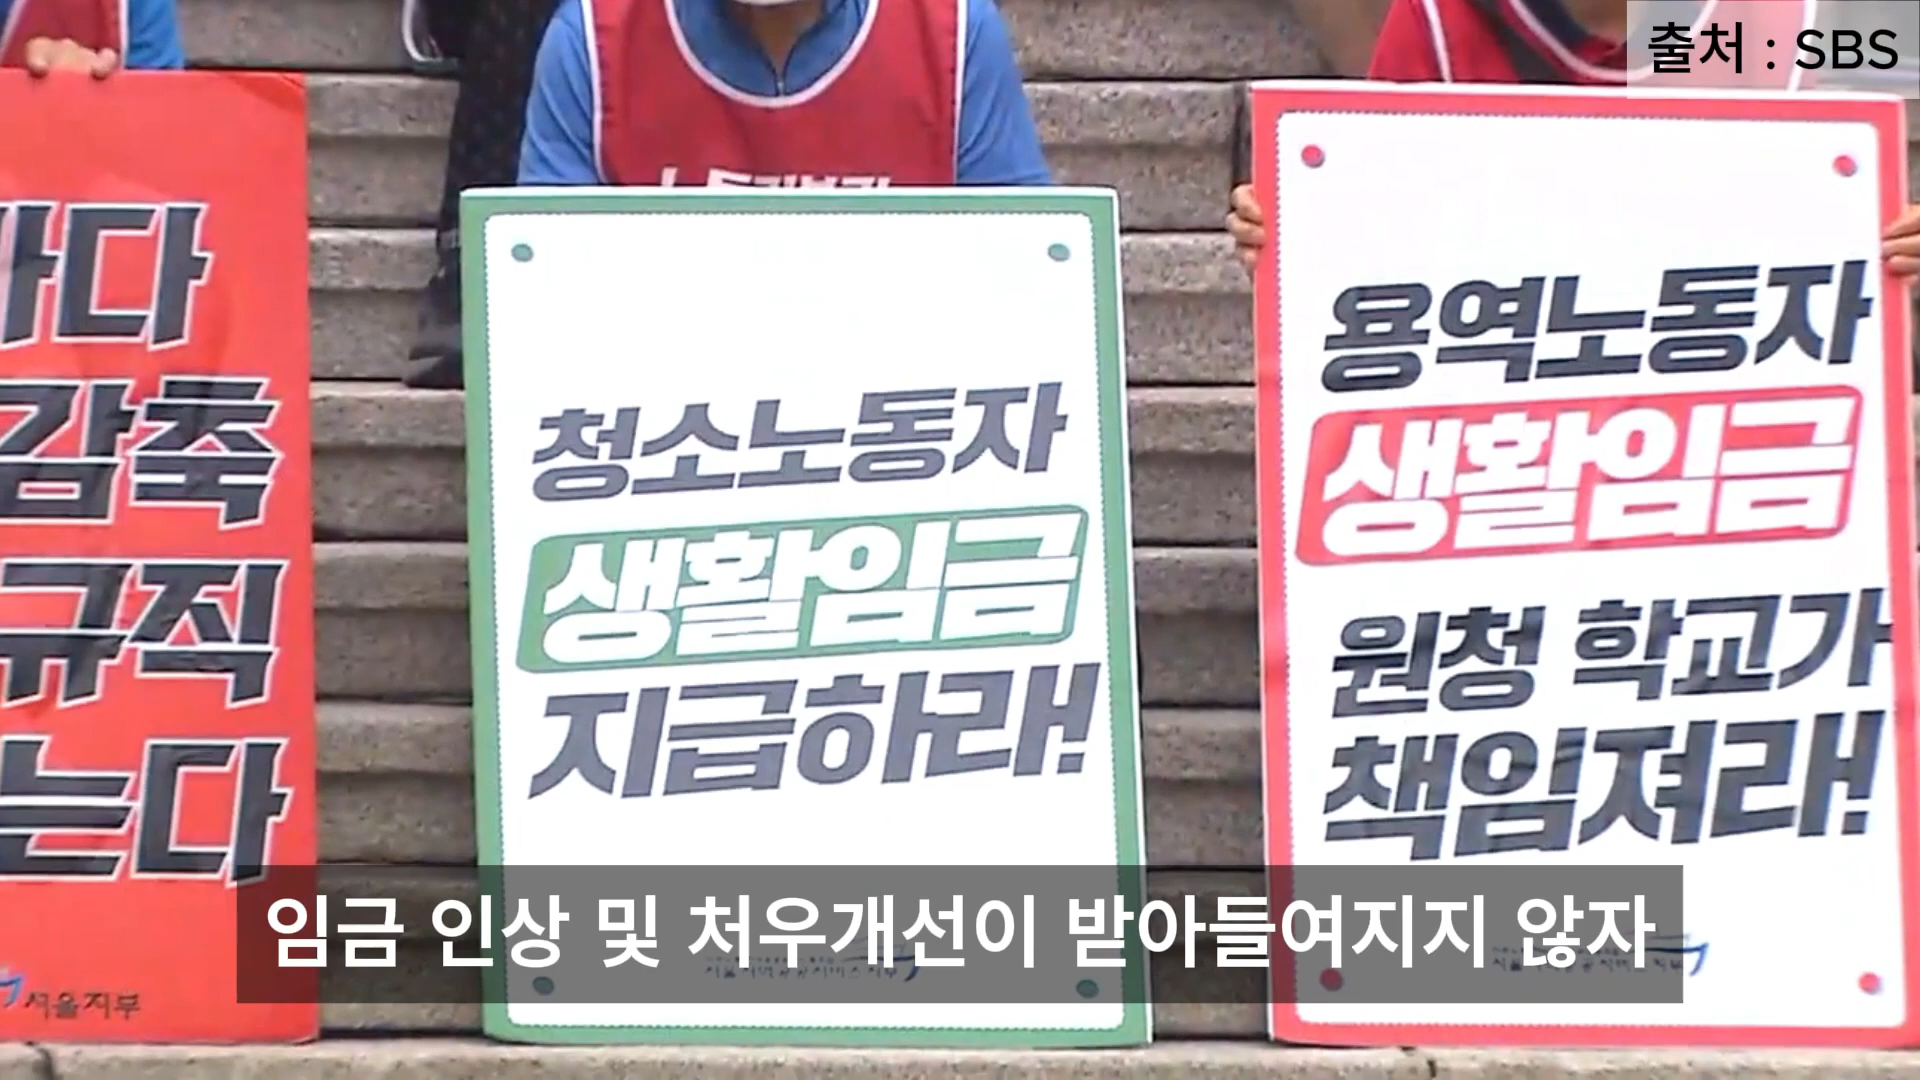 출처 : SBS
다
감축
규직
는다
서울지부
청소노동자
생활임금
지급하라!
용역노동자
생활임금
원청 학교가
책임져라!
임금 인상 및 처우개선이 받아들여지지 않자